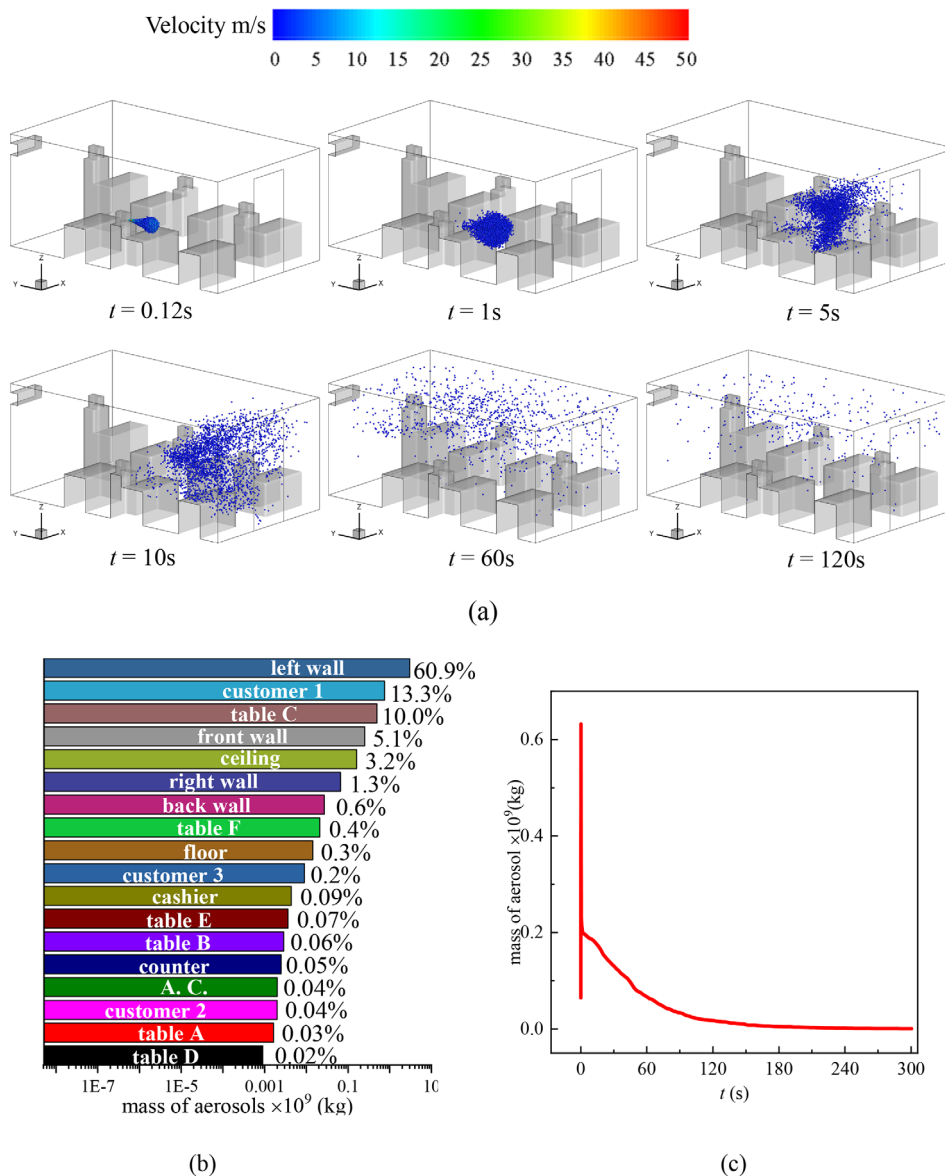 Velocity m/s
0 5 10 15 20 25 30 35 40 45 50
Z
Y X
Z
Y X
Z
Y X
t = 0.12s
t = 1s
t = 5s
Z
Y X
Z
Y X
Z
Y X
t = 10s
t = 60s
t = 120s
(a)
left wall 60.9%
customer 1 13.3%
table C 10.0%
front wall 5.1%
ceiling 3.2%
right wall 1.3%
back wall 0.6%
table F 0.4%
floor 0.3%
customer 3 0.2%
cashier 0.09%
table E 0.07%
table B 0.06%
counter 0.05%
A. C. 0.04%
customer 2 0.04%
table A 0.03%
table D 0.02%
1E-7 1E-5 0.001 0.1 10
mass of aerosols ×10⁹ (kg)
(b)
mass of aerosol ×10⁹(kg)
0.6
0.4
0.2
0.0
0 60 120 180 240 300
t (s)
(c)